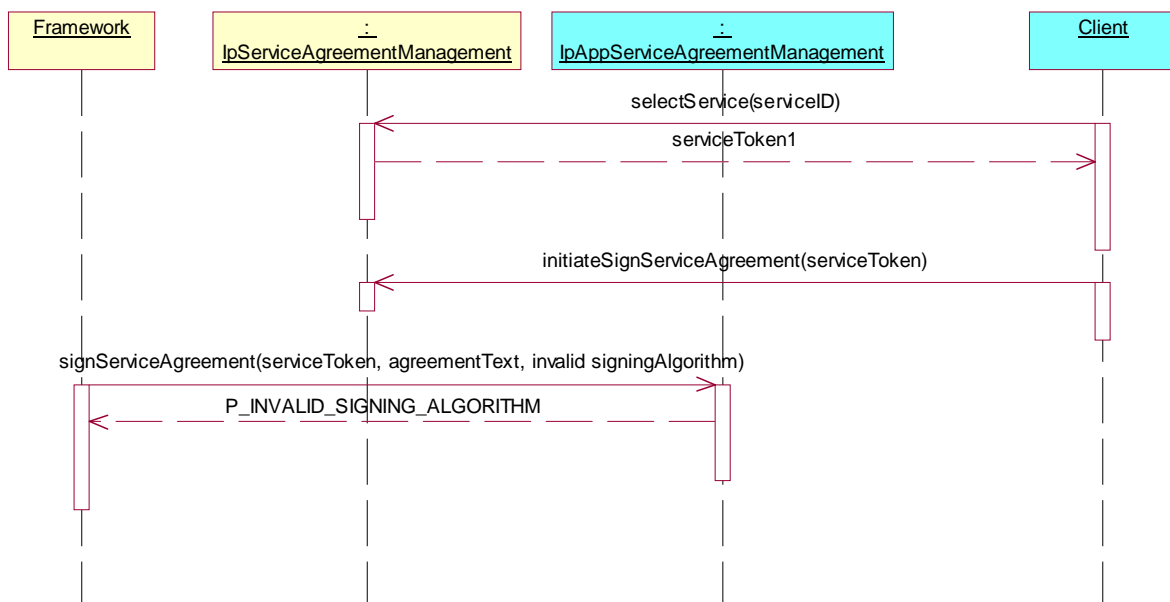 Framework
:
IpServiceAgreementManagement
:
IpAppServiceAgreementManagement
Client
selectService(serviceID)
serviceToken1
initiateSignServiceAgreement(serviceToken)
signServiceAgreement(serviceToken, agreementText, invalid signingAlgorithm)
P_INVALID_SIGNING_ALGORITHM